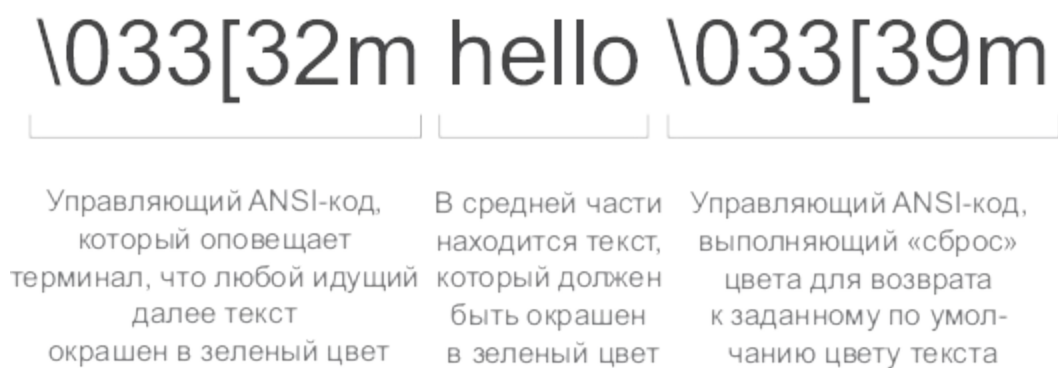 \033[32m hello \033[39m
Управляющий ANSI-код,
который оповещает
терминал, что любой идущий
далее текст
окрашен в зеленый цвет
В средней части
находится текст,
который должен
быть окрашен
в зеленый цвет
Управляющий ANSI-код,
выполняющий «сброс»
цвета для возврата
к заданному по умол-
чанию цвету текста